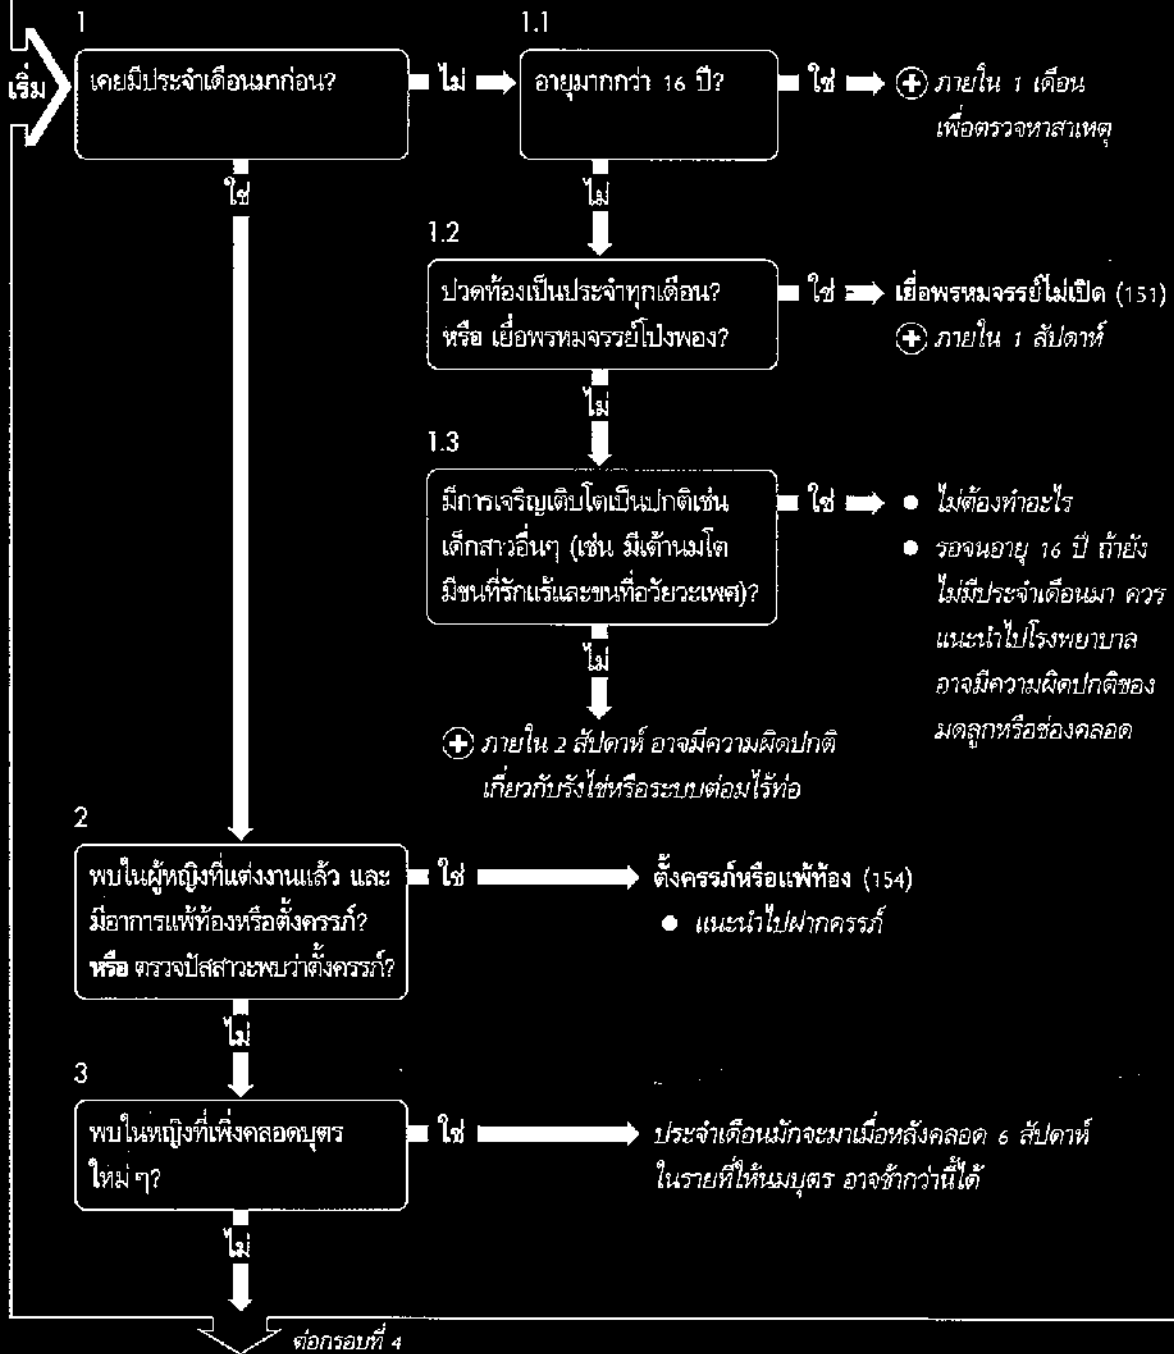 เริ่ม
1
เคยมีประจำเดือนมาก่อน?
ไม่
1.1
อายุมากกว่า 16 ปี?
ใช่
ภายใน 1 เดือน
เพื่อตรวจหาสาเหตุ
ใช่
ไม่
1.2
ปวดท้องเป็นประจำทุกเดือน?
หรือ เยื่อพรหมจรรย์โป่งพอง?
ใช่
เยื่อพรหมจรรย์ไม่เปิด (151)
ภายใน 1 สัปดาห์
ไม่
1.3
มีการเจริญเติบโตเป็นปกติเช่น
เด็กสาวอื่นๆ (เช่น มีเต้านมโต
มีขนที่รักแร้และขนที่อวัยวะเพศ)?
ใช่
● ไม่ต้องทำอะไร
● รอจนอายุ 16 ปี ถ้ายัง
ไม่มีประจำเดือนมา ควร
แนะนำไปโรงพยาบาล
อาจมีความผิดปกติของ
มดลูกหรือช่องคลอด
ไม่
ภายใน 2 สัปดาห์ อาจมีความผิดปกติ
เกี่ยวกับรังไข่หรือระบบต่อมไร้ท่อ
2
พบในผู้หญิงที่แต่งงานแล้ว และ
มีอาการแพ้ท้องหรือตั้งครรภ์?
หรือ ตรวจปัสสาวะพบว่าตั้งครรภ์?
ใช่
ตั้งครรภ์หรือแพ้ท้อง (154)
● แนะนำไปฝากครรภ์
ไม่
3
พบในหญิงที่เพิ่งคลอดบุตร
ใหม่ ๆ?
ใช่
ประจำเดือนมักจะมาเมื่อหลังคลอด 6 สัปดาห์
ในรายที่ให้นมบุตร อาจช้ากว่านี้ได้
ไม่
ต่อกรอบที่ 4